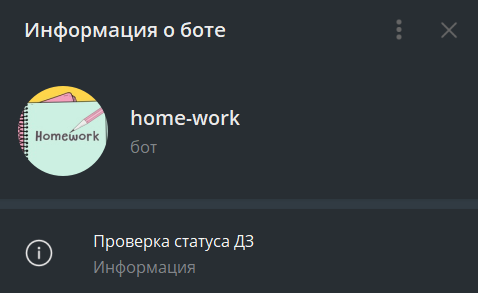 Информация о боте
Homework
home-work
бот
Проверка статуса ДЗ
Информация